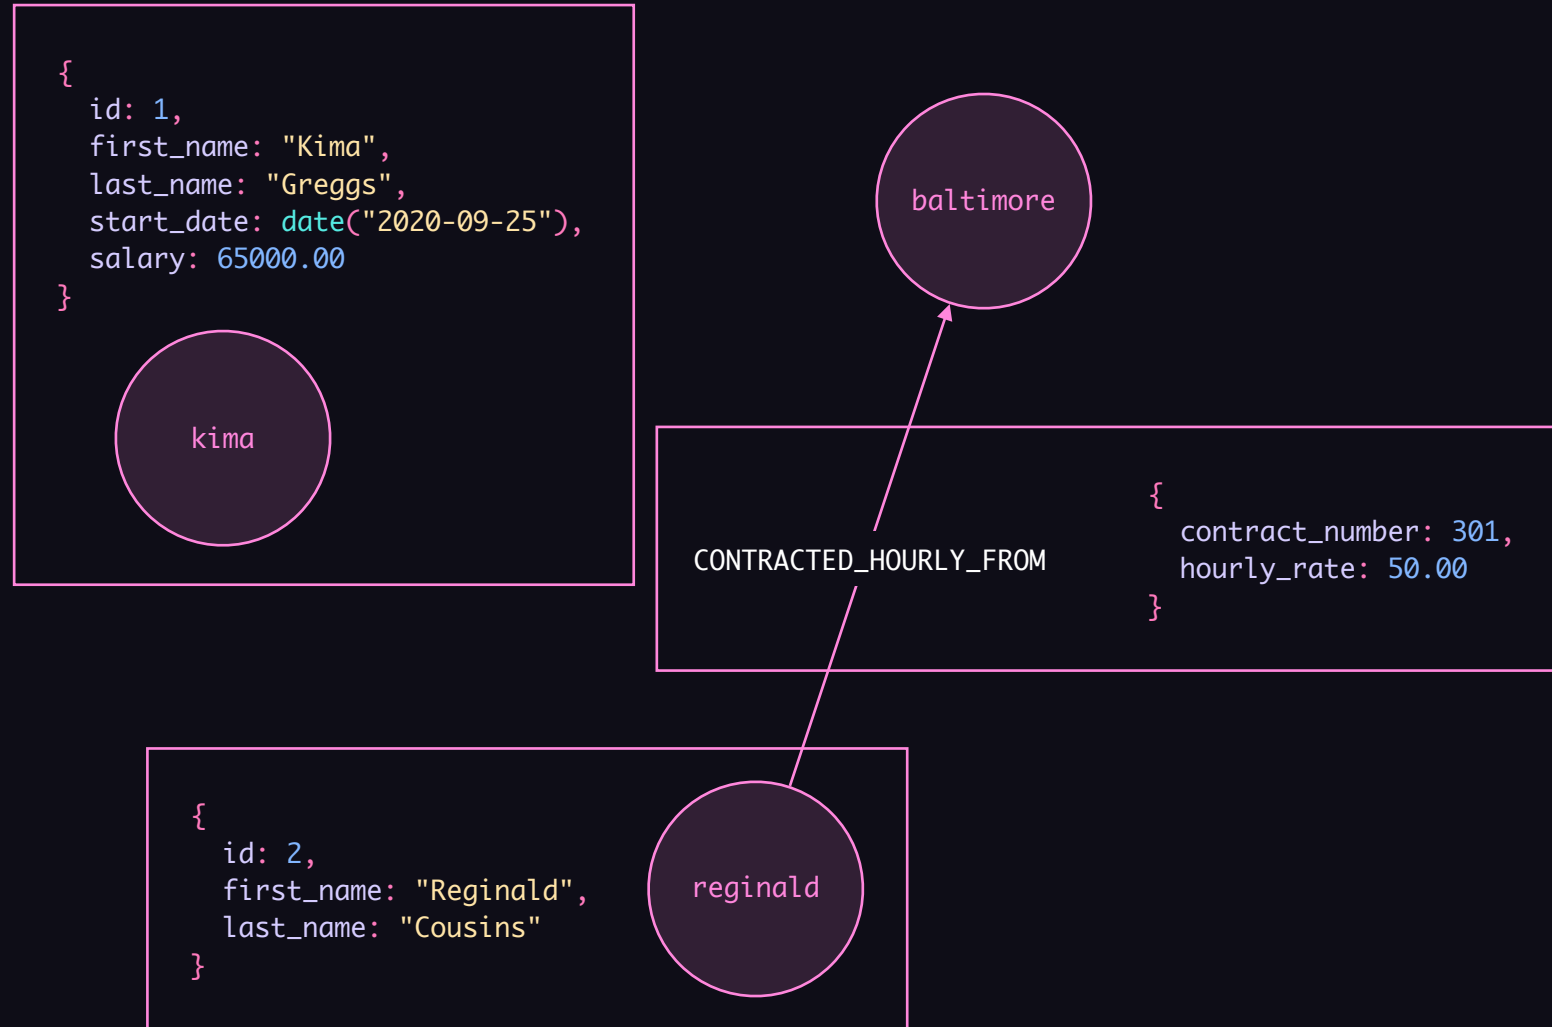 {
id: 1,
first_name: "Kima",
last_name: "Greggs",
start_date: date("2020-09-25"),
salary: 65000.00
}
kima
baltimore
CONTRACTED_HOURLY_FROM
{
contract_number: 301,
hourly_rate: 50.00
}
{
id: 2,
first_name: "Reginald",
last_name: "Cousins"
}
reginald